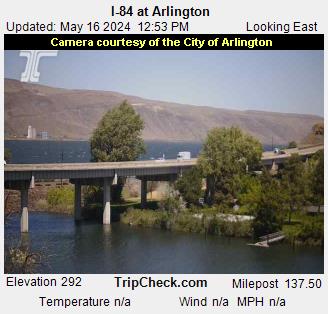 I-84 at Arlington
Updated: May 16 2024 12:53 PM Looking East
Camera courtesy of the City of Arlington
Elevation 292 TripCheck.com Milepost 137.50
Temperature n/a Wind n/a MPH n/a